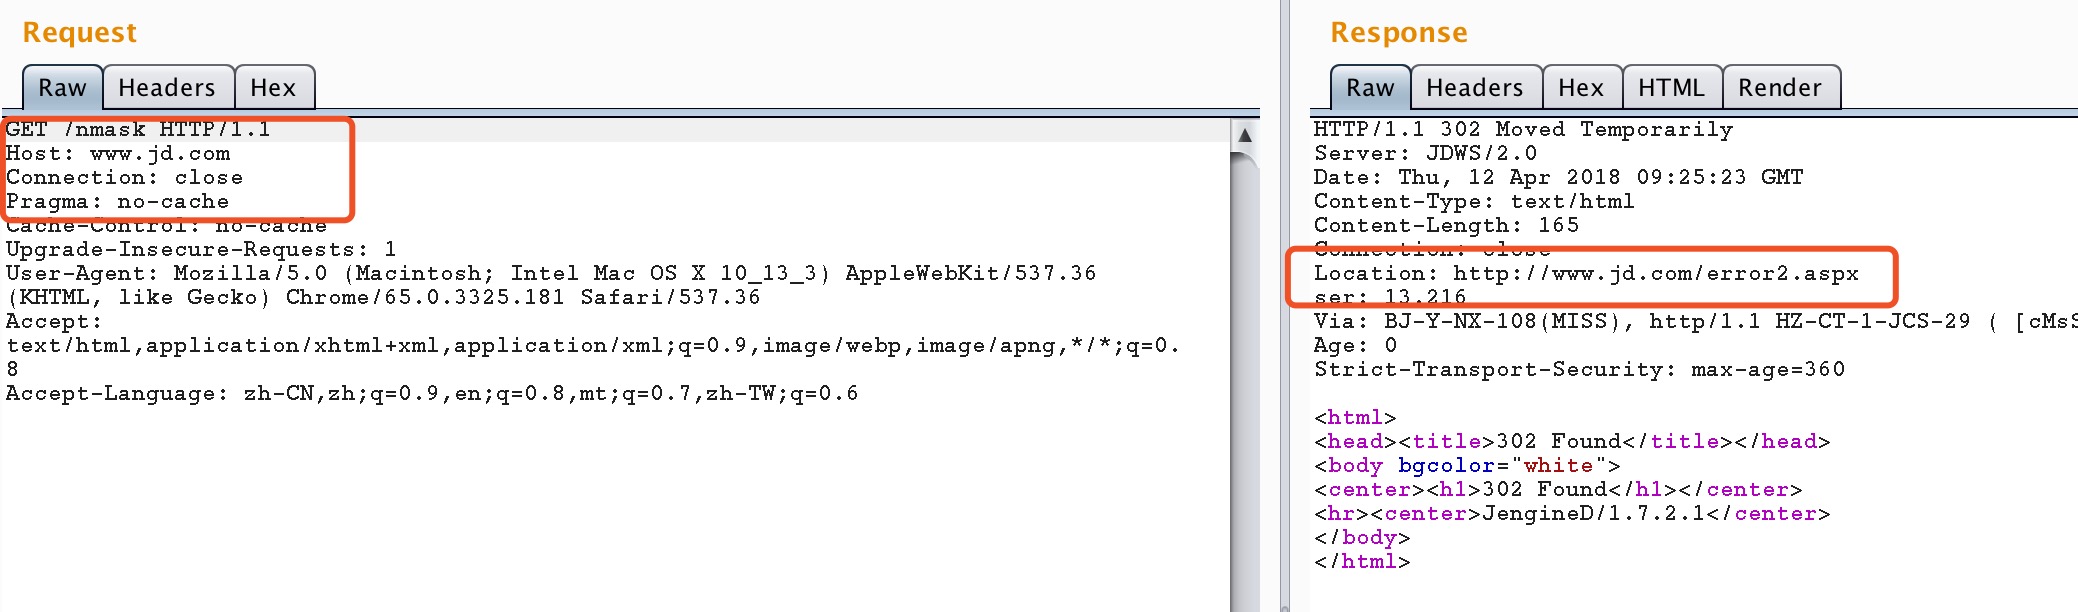 Request
Raw Headers Hex
GET /nmask HTTP/1.1
Host: www.jd.com
Connection: close
Pragma: no-cache
Cache-Control: no-cache
Upgrade-Insecure-Requests: 1
User-Agent: Mozilla/5.0 (Macintosh; Intel Mac OS X 10_13_3) AppleWebKit/537.36
(KHTML, like Gecko) Chrome/65.0.3325.181 Safari/537.36
Accept:
text/html,application/xhtml+xml,application/xml;q=0.9,image/webp,image/apng,*/*;q=0.
8
Accept-Language: zh-CN,zh;q=0.9,en;q=0.8,mt;q=0.7,zh-TW;q=0.6
Response
Raw Headers Hex HTML Render
HTTP/1.1 302 Moved Temporarily
Server: JDWS/2.0
Date: Thu, 12 Apr 2018 09:25:23 GMT
Content-Type: text/html
Content-Length: 165
Connection: close
Location: http://www.jd.com/error2.aspx
ser: 13.216
Via: BJ-Y-NX-108(MISS), http/1.1 HZ-CT-1-JCS-29 ( [cMsS
Age: 0
Strict-Transport-Security: max-age=360
<html>
<head><title>302 Found</title></head>
<body bgcolor="white">
<center><h1>302 Found</h1></center>
<hr><center>JengineD/1.7.2.1</center>
</body>
</html>